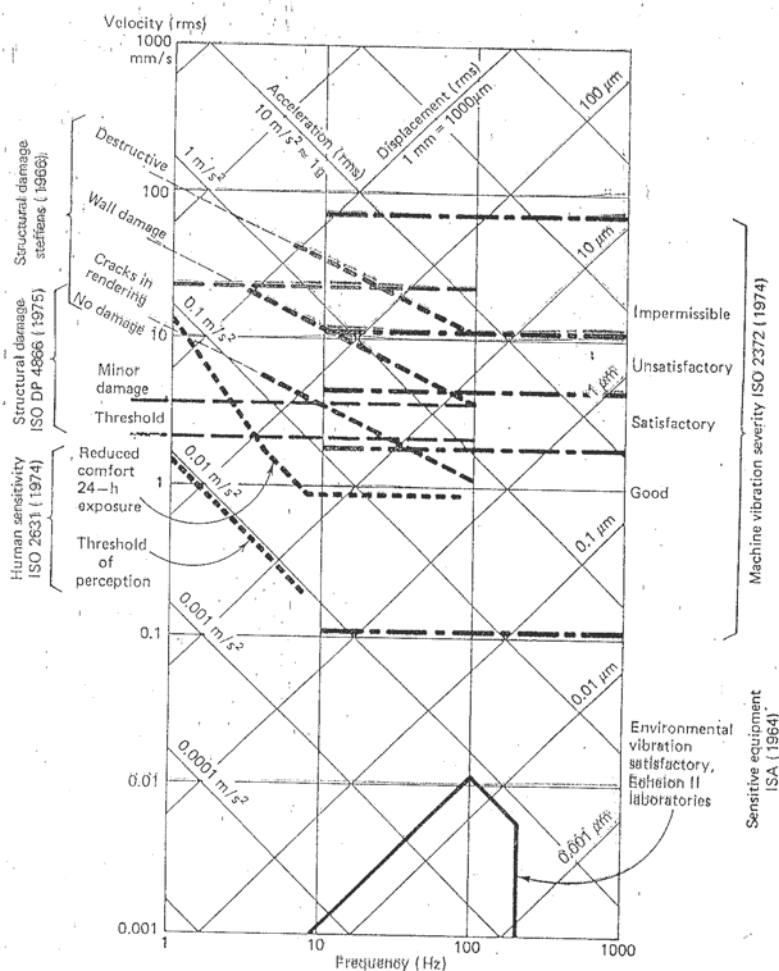 Velocity (rms)
1000
mm/s
100
10
1
0.1
0.01
0.001
1
10
100
1000
Frequency (Hz)
Acceleration (rms)
10 m/s² ≈ 1g
Displacement (rms)
1 mm = 1000μm
100 μm
10 μm
1 μm
0.1 μm
0.01 μm
0.001 μm
1 m/s²
0.1 m/s²
0.01 m/s²
0.001 m/s²
0.0001 m/s²
Structural damage
steffens (1966)
Destructive
Wall damage
Cracks in
rendering
No damage
Structural damage
ISO DP 4866 (1975)
Minor
damage
Threshold
Human sensitivity
ISO 2631 (1974)
Reduced
comfort
24—h
exposure
Threshold
of
perception
Impermissible
Unsatisfactory
Satisfactory
Good
Machine vibration severity ISO 2372 (1974)
Environmental
vibration
satisfactory,
Echelon II
laboratories
Sensitive equipment
ISA (1964)